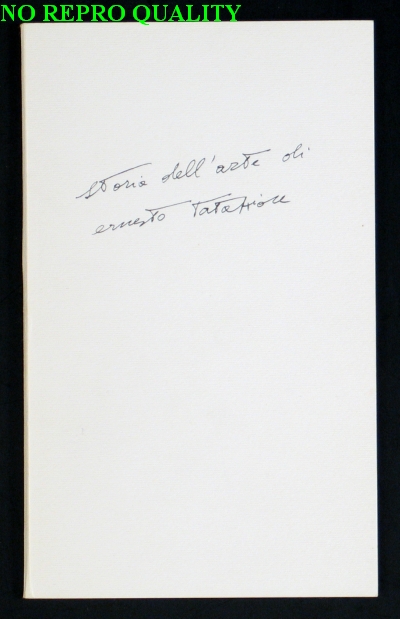 NO REPRO QUALITY
storia dell'arte di
ernesto tatafiore